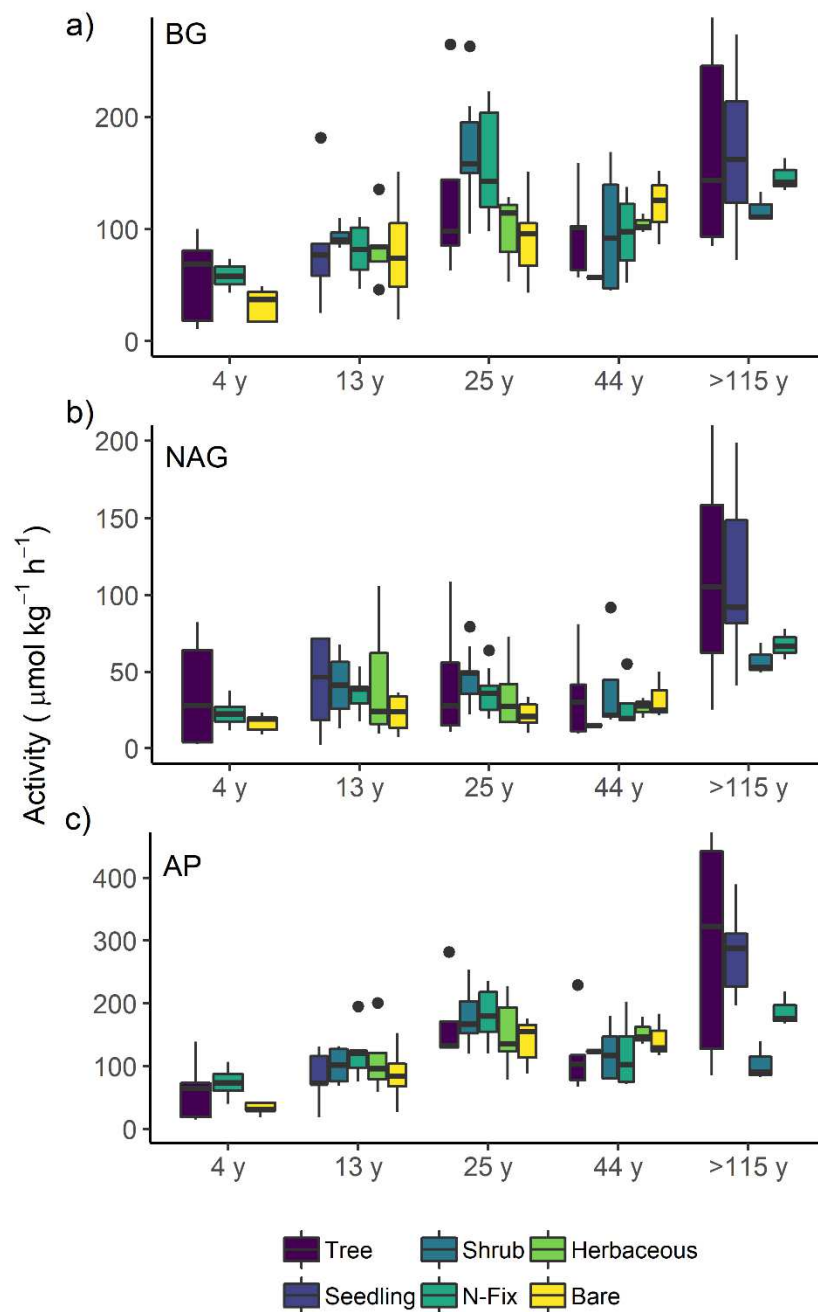 a)
BG
200
100
0
4 y 13 y 25 y 44 y >115 y
b)
NAG
200
150
100
50
0
4 y 13 y 25 y 44 y >115 y
Activity ( μmol kg⁻¹ h⁻¹)
c)
AP
400
300
200
100
0
4 y 13 y 25 y 44 y >115 y
Tree Shrub Herbaceous
Seedling N-Fix Bare